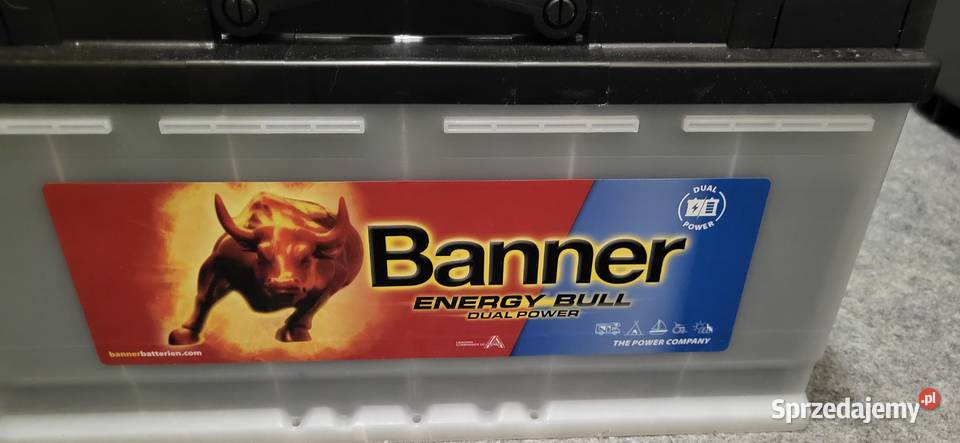 DUAL
POWER
Banner
ENERGY BULL
DUAL POWER
bannerbatterien.com
THE POWER COMPANY
Sprzedajemy.pl